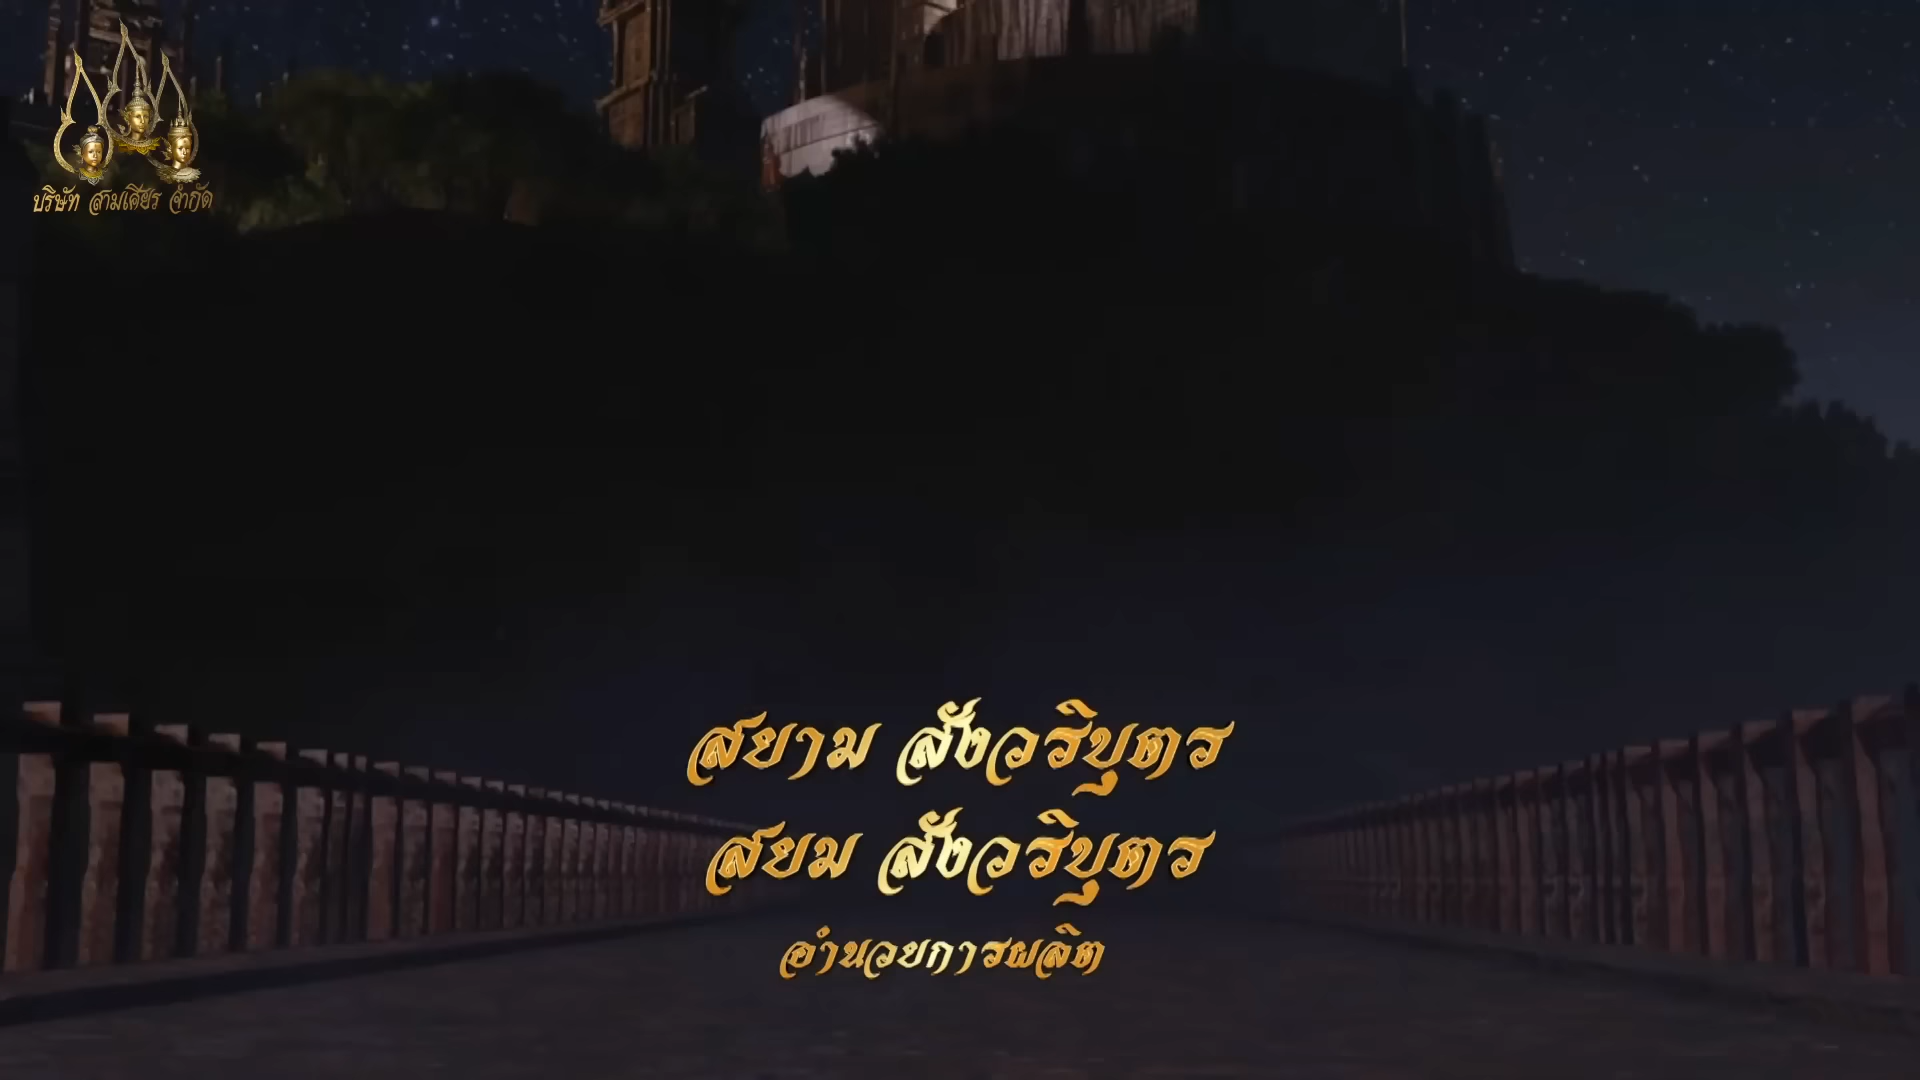 บริษัท สามเศียร จำกัด
สยาม สังวริบุตร
สยม สังวริบุตร
อำนวยการผลิต